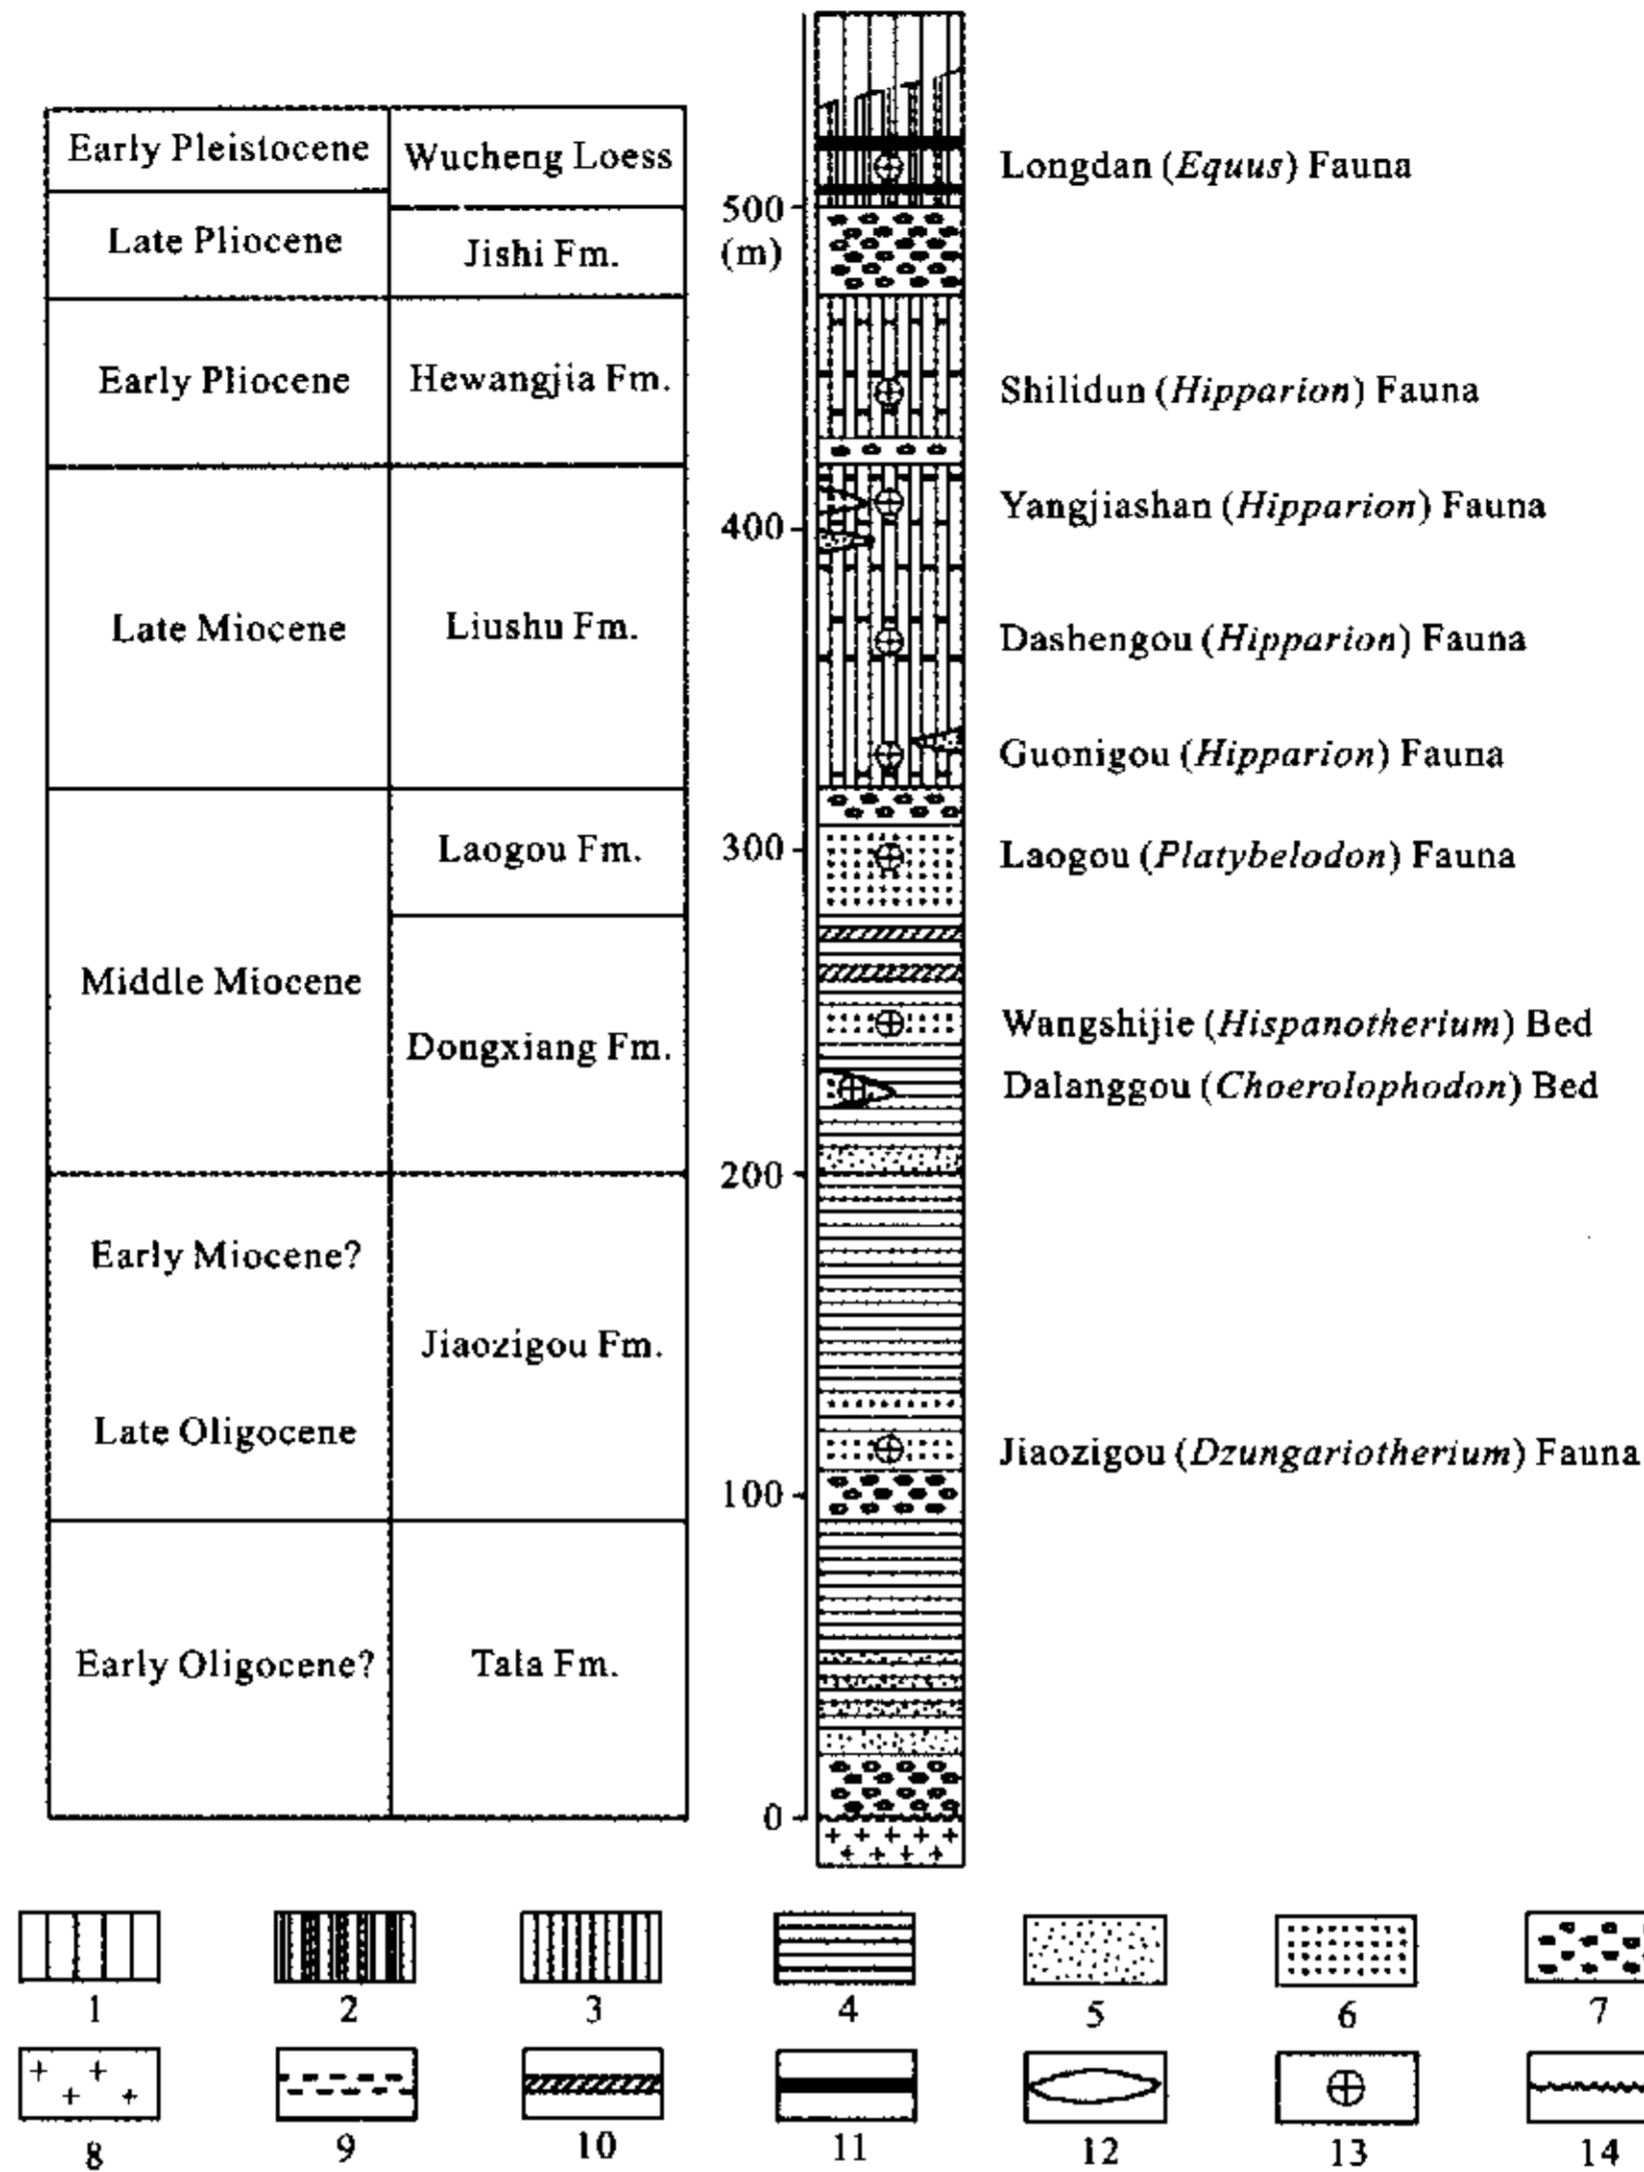 Early Pleistocene
Wucheng Loess
Late Pliocene
Jishi Fm.
Early Pliocene
Hewangjia Fm.
Late Miocene
Liushu Fm.
Middle Miocene
Laogou Fm.
Dongxiang Fm.
Early Miocene?
Jiaozigou Fm.
Late Oligocene
Early Oligocene?
Tala Fm.
500
(m)
400
300
200
100
0
Longdan (Equus) Fauna
Shilidun (Hipparion) Fauna
Yangjiashan (Hipparion) Fauna
Dashengou (Hipparion) Fauna
Guonigou (Hipparion) Fauna
Laogou (Platybelodon) Fauna
Wangshijie (Hispanotherium) Bed
Dalanggou (Choerolophodon) Bed
Jiaozigou (Dzungariotherium) Fauna
1 2 3 4 5 6 7
8 9 10 11 12 13 14